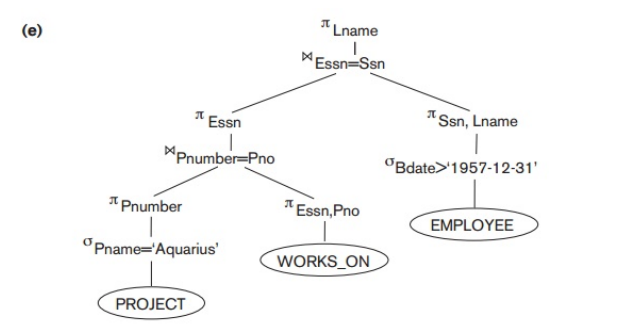 (e)
π Lname
⋈ Essn=Ssn
π Essn
π Ssn, Lname
⋈ Pnumber=Pno
σ Bdate>‘1957-12-31’
π Pnumber
π Essn,Pno
EMPLOYEE
σ Pname=‘Aquarius’
WORKS_ON
PROJECT